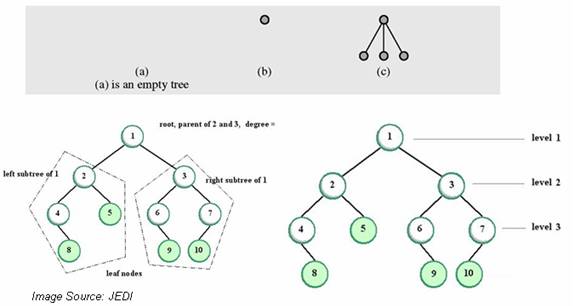 (a)
(b)
(c)
(a) is an empty tree
root, parent of 2 and 3, degree =
1
left subtree of 1
2
3
right subtree of 1
4
5
6
7
8
9
10
leaf nodes
1
level 1
2
3
level 2
4
5
6
7
level 3
8
9
10
Image Source: JEDI